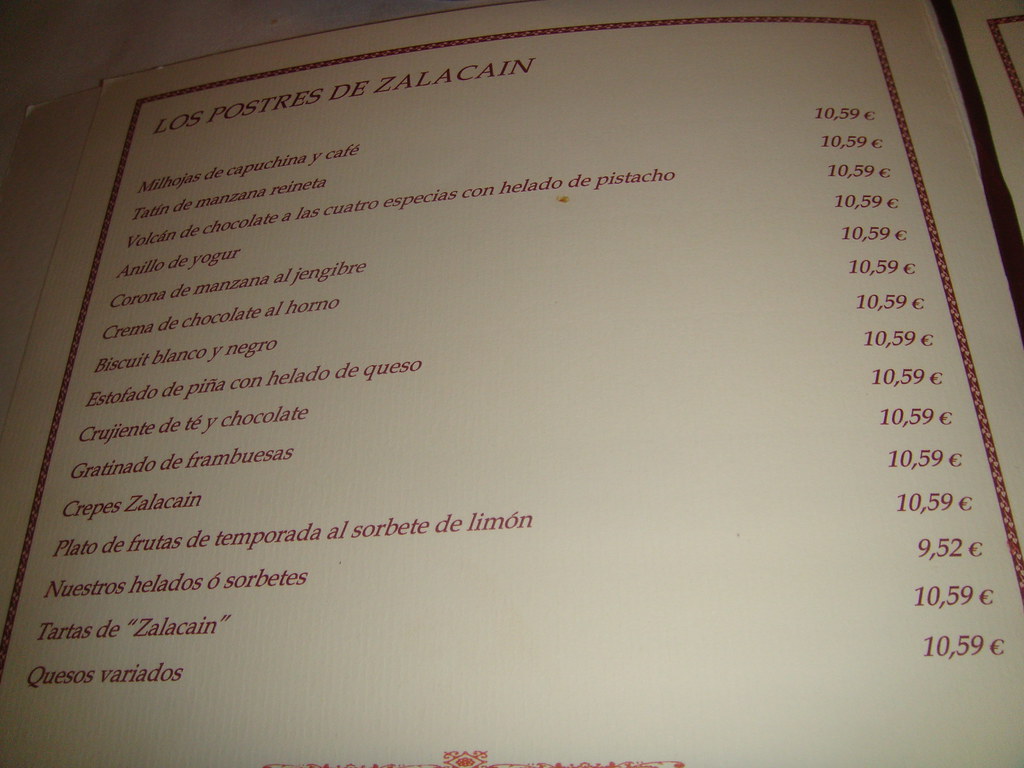 LOS POSTRES DE ZALACAIN
Milhojas de capuchina y café 10,59 €
Tatín de manzana reineta 10,59 €
Volcán de chocolate a las cuatro especias con helado de pistacho 10,59 €
Anillo de yogur 10,59 €
Corona de manzana al jengibre 10,59 €
Crema de chocolate al horno 10,59 €
Biscuit blanco y negro 10,59 €
Estofado de piña con helado de queso 10,59 €
Crujiente de té y chocolate 10,59 €
Gratinado de frambuesas 10,59 €
Crepes Zalacain 10,59 €
Plato de frutas de temporada al sorbete de limón 10,59 €
Nuestros helados ó sorbetes 9,52 €
Tartas de “Zalacain” 10,59 €
Quesos variados 10,59 €